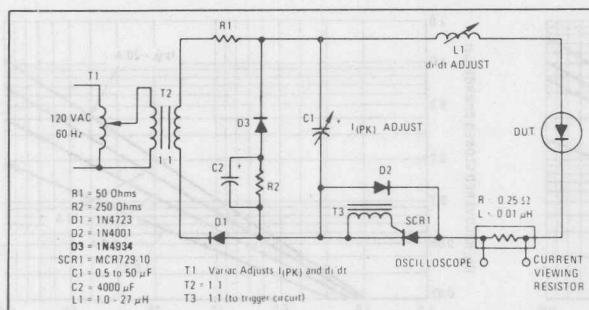 R1
L1
di/dt ADJUST
T1
T2
120 VAC
60 Hz
1:1
D3
C1
+
I(PK) ADJUST
DUT
C2
+
R2
D2
T3
SCR1
D1
R = 0.25 Ω
L < 0.01 μH
OSCILLOSCOPE
CURRENT
VIEWING
RESISTOR
R1 = 50 Ohms
R2 = 250 Ohms
D1 = 1N4723
D2 = 1N4001
D3 = 1N4934
SCR1 = MCR729-10
C1 = 0.5 to 50 μF
C2 = 4000 μF
L1 = 1.0 - 27 μH
T1 Variac Adjusts I(PK) and di/dt
T2 = 1:1
T3 = 1:1 (to trigger circuit)